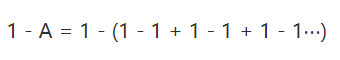 1 - A = 1 - (1 - 1 + 1 - 1 + 1 - 1⋯)